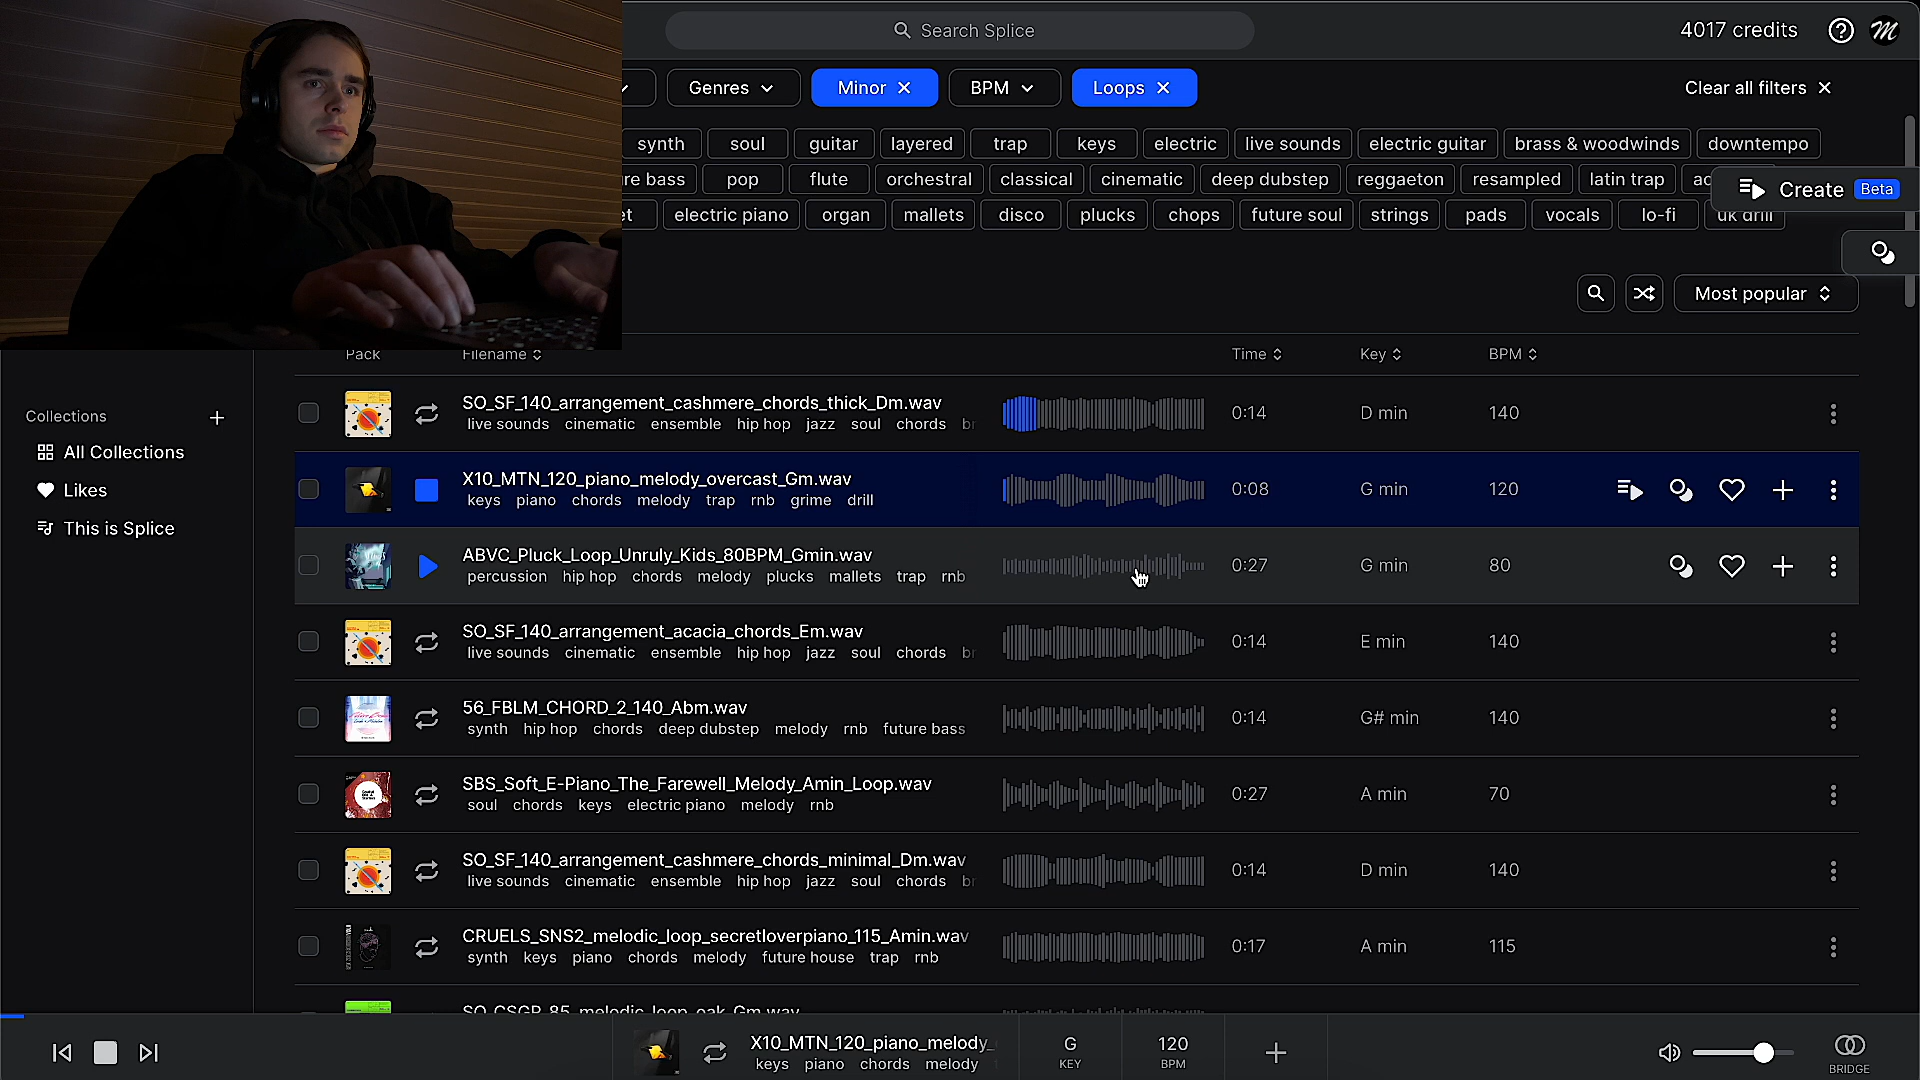 Search Splice
4017 credits
Genres
Minor
BPM
Loops
Clear all filters
synth soul guitar layered trap keys electric live sounds electric guitar brass & woodwinds downtempo
re bass pop flute orchestral classical cinematic deep dubstep reggaeton resampled latin trap
Create Beta
electric piano organ mallets disco plucks chops future soul strings pads vocals lo-fi uk drill
Most popular
Pack Filename Time Key BPM
SO_SF_140_arrangement_cashmere_chords_thick_Dm.wav
live sounds cinematic ensemble hip hop jazz soul chords br
0:14 D min 140
X10_MTN_120_piano_melody_overcast_Gm.wav
keys piano chords melody trap rnb grime drill
0:08 G min 120
ABVC_Pluck_Loop_Unruly_Kids_80BPM_Gmin.wav
percussion hip hop chords melody plucks mallets trap rnb
0:27 G min 80
SO_SF_140_arrangement_acacia_chords_Em.wav
live sounds cinematic ensemble hip hop jazz soul chords br
0:14 E min 140
56_FBLM_CHORD_2_140_Abm.wav
synth hip hop chords deep dubstep melody rnb future bass
0:14 G# min 140
SBS_Soft_E-Piano_The_Farewell_Melody_Amin_Loop.wav
soul chords keys electric piano melody rnb
0:27 A min 70
SO_SF_140_arrangement_cashmere_chords_minimal_Dm.wav
live sounds cinematic ensemble hip hop jazz soul chords br
0:14 D min 140
CRUELS_SNS2_melodic_loop_secretloverpiano_115_Amin.wav
synth keys piano chords melody future house trap rnb
0:17 A min 115
SO_CSGP_85_melodic_loop_oak_Gm.wav
Collections
All Collections
Likes
This is Splice
X10_MTN_120_piano_melody_
keys piano chords melody
G
KEY
120
BPM
BRIDGE